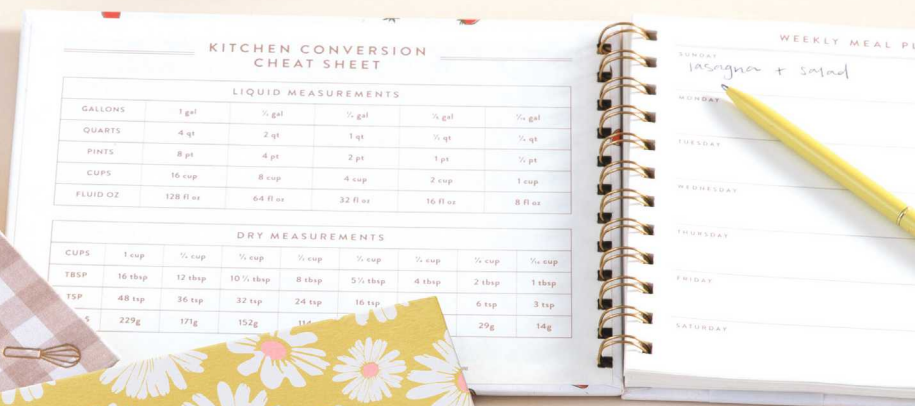 KITCHEN CONVERSION
CHEAT SHEET
LIQUID MEASUREMENTS
GALLONS 1 gal ½ gal ¼ gal ⅛ gal 1/16 gal
QUARTS 4 qt 2 qt 1 qt ½ qt ¼ qt
PINTS 8 pt 4 pt 2 pt 1 pt ½ pt
CUPS 16 cup 8 cup 4 cup 2 cup 1 cup
FLUID OZ 128 fl oz 64 fl oz 32 fl oz 16 fl oz 8 fl oz
DRY MEASUREMENTS
CUPS 1 cup ¾ cup ⅔ cup ½ cup ⅓ cup ¼ cup ⅛ cup 1/16 cup
TBSP 16 tbsp 12 tbsp 10 ⅔ tbsp 8 tbsp 5 ⅓ tbsp 4 tbsp 2 tbsp 1 tbsp
TSP 48 tsp 36 tsp 32 tsp 24 tsp 16 tsp 6 tsp 3 tsp
S 229g 171g 152g 114 29g 14g
WEEKLY MEAL PL
SUNDAY
lasagna + salad
MONDAY
TUESDAY
WEDNESDAY
THURSDAY
FRIDAY
SATURDAY